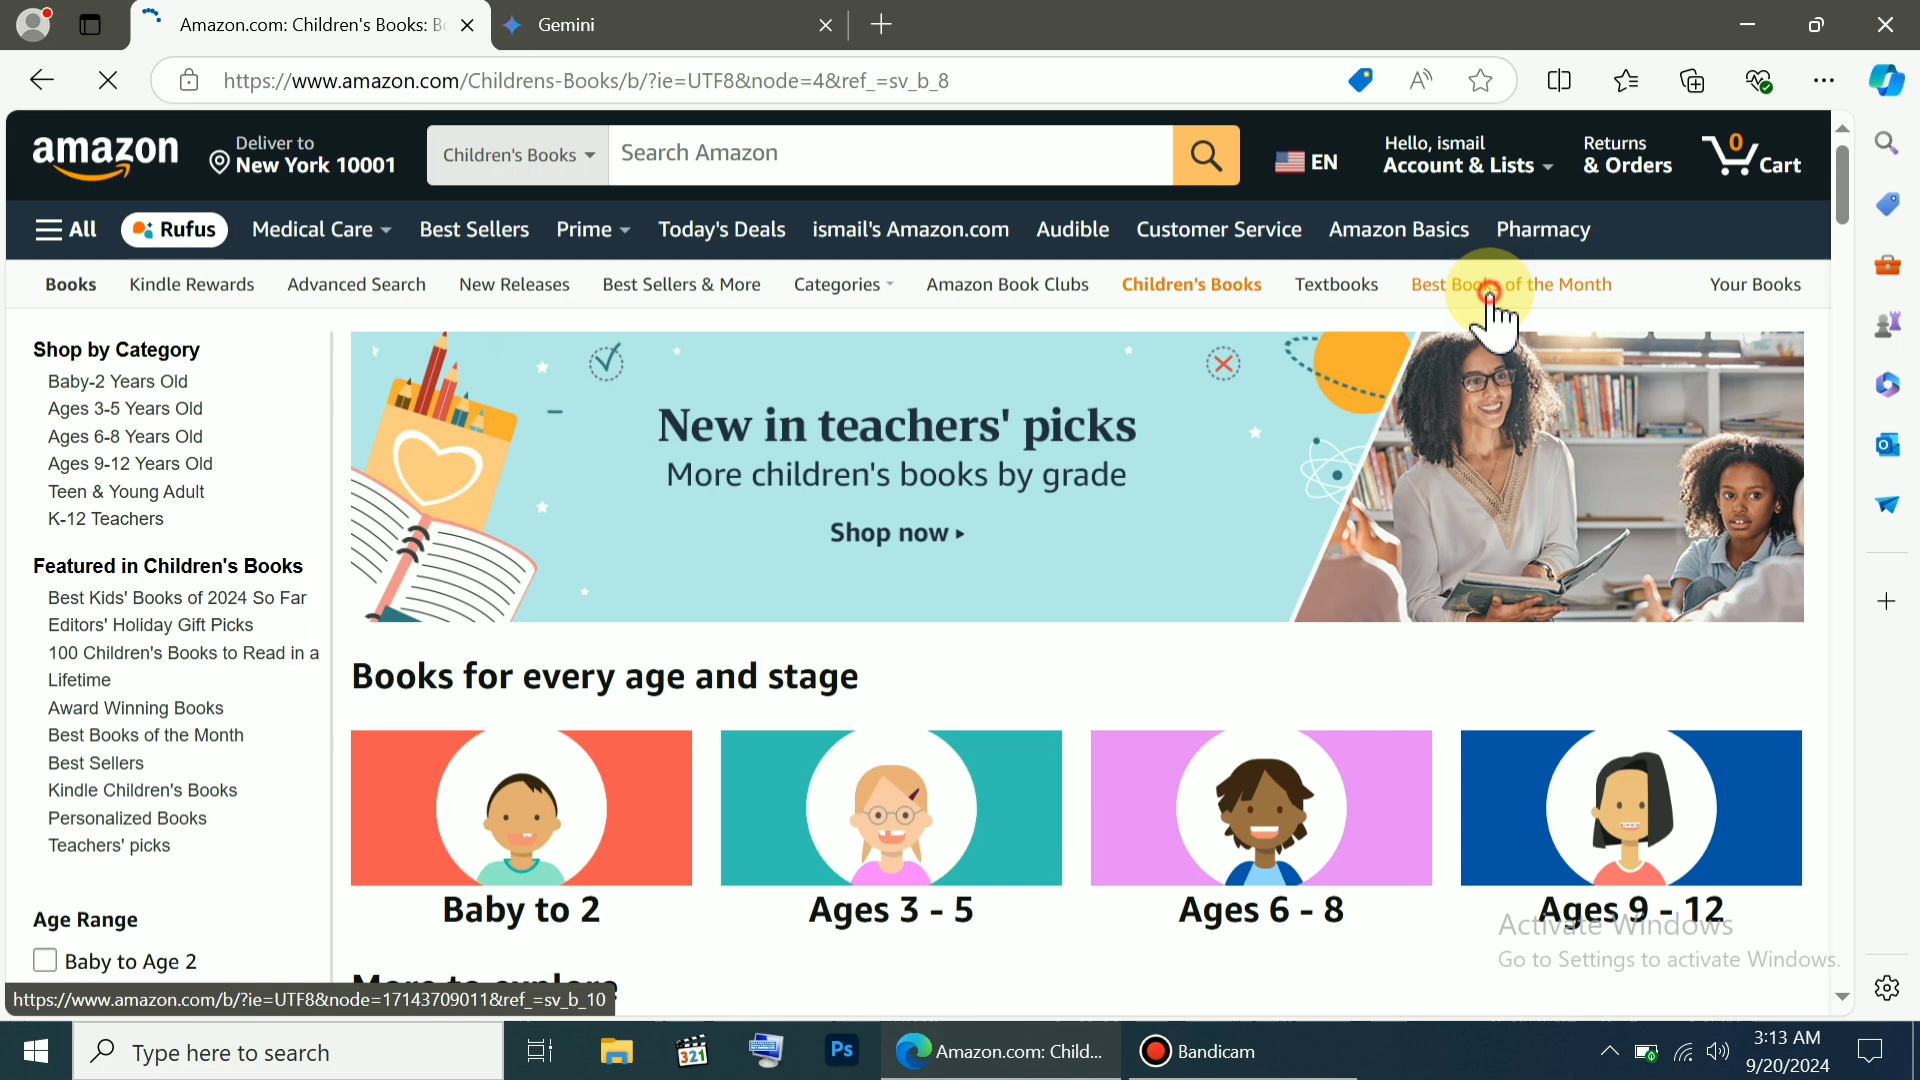 Amazon.com: Children's Books: B
Gemini
https://www.amazon.com/Childrens-Books/b/?ie=UTF8&node=4&ref_=sv_b_8
amazon
Deliver to
New York 10001
Children's Books
Search Amazon
EN
Hello, ismail
Account & Lists
Returns
& Orders
0
Cart
All
Rufus
Medical Care
Best Sellers
Prime
Today's Deals
ismail's Amazon.com
Audible
Customer Service
Amazon Basics
Pharmacy
Books
Kindle Rewards
Advanced Search
New Releases
Best Sellers & More
Categories
Amazon Book Clubs
Children's Books
Textbooks
Best Books of the Month
Your Books
Shop by Category
Baby-2 Years Old
Ages 3-5 Years Old
Ages 6-8 Years Old
Ages 9-12 Years Old
Teen & Young Adult
K-12 Teachers
Featured in Children's Books
Best Kids' Books of 2024 So Far
Editors' Holiday Gift Picks
100 Children's Books to Read in a
Lifetime
Award Winning Books
Best Books of the Month
Best Sellers
Kindle Children's Books
Personalized Books
Teachers' picks
Age Range
Baby to Age 2
New in teachers' picks
More children's books by grade
Shop now
Books for every age and stage
Baby to 2
Ages 3 - 5
Ages 6 - 8
Ages 9 - 12
More to explore
Activate Windows
Go to Settings to activate Windows.
https://www.amazon.com/b/?ie=UTF8&node=17143709011&ref_=sv_b_10
Type here to search
321
Ps
Amazon.com: Child...
Bandicam
3:13 AM
9/20/2024